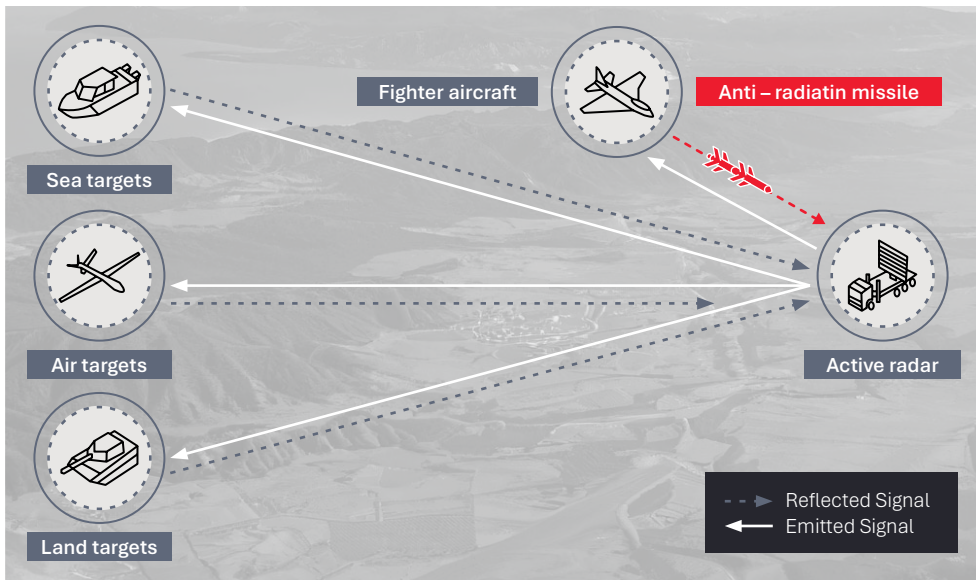 Fighter aircraft
Anti – radiatin missile
Sea targets
Air targets
Active radar
Land targets
Reflected Signal
Emitted Signal